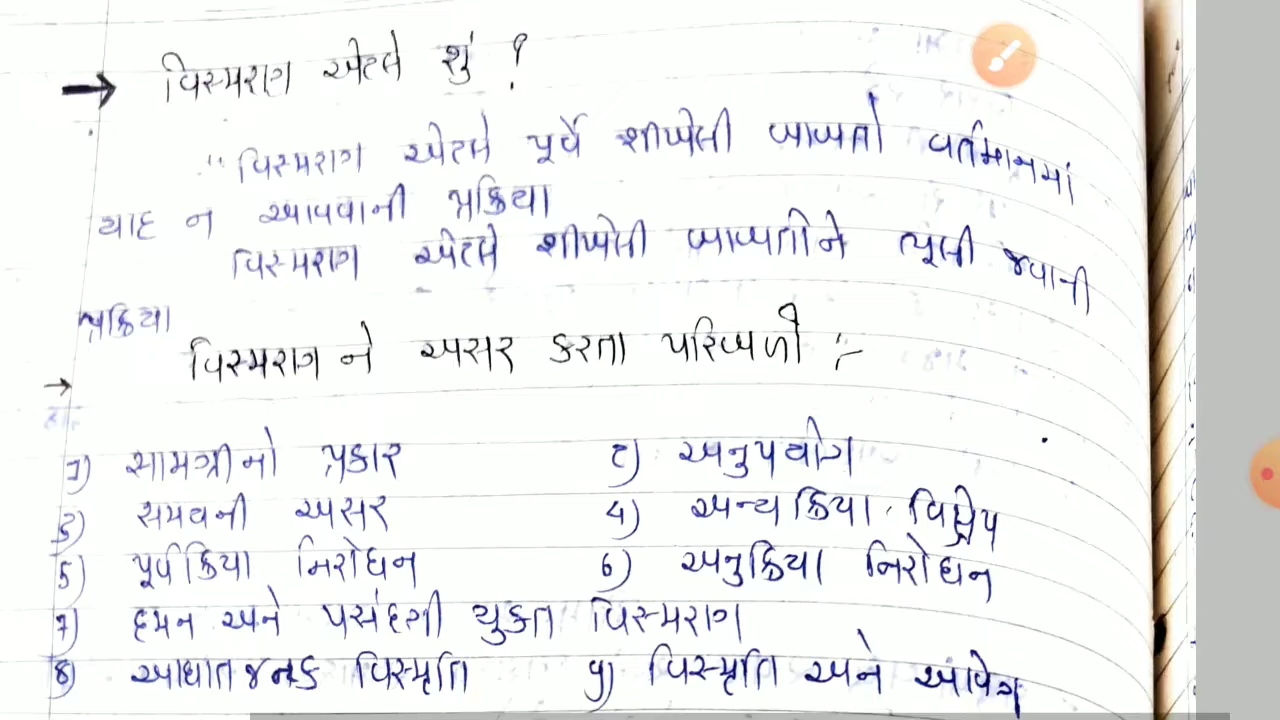 → વિસ્મરણ એટલે શું ?
" વિસ્મરણ એટલે પૂર્વે શીખેલી બાબતો વર્તમાનમાં
યાદ ન આવવાની પ્રક્રિયા
વિસ્મરણ એટલે શીખેલી બાબતોને ભૂલી જવાની
પ્રક્રિયા
→ વિસ્મરણ ને અસર કરતા પરિબળો :-
1) સામગ્રીનો પ્રકાર 2) અનુપયોગ
3) સમયની અસર 4) અન્ય ક્રિયા વિક્ષેપ
5) પૂર્વક્રિયા નિરોધન 6) અનુક્રિયા નિરોધન
7) દમન અને પસંદગી યુક્ત વિસ્મરણ
8) આઘાતજનક વિસ્મૃતિ 9) વિસ્મૃતિ અને આવેગ